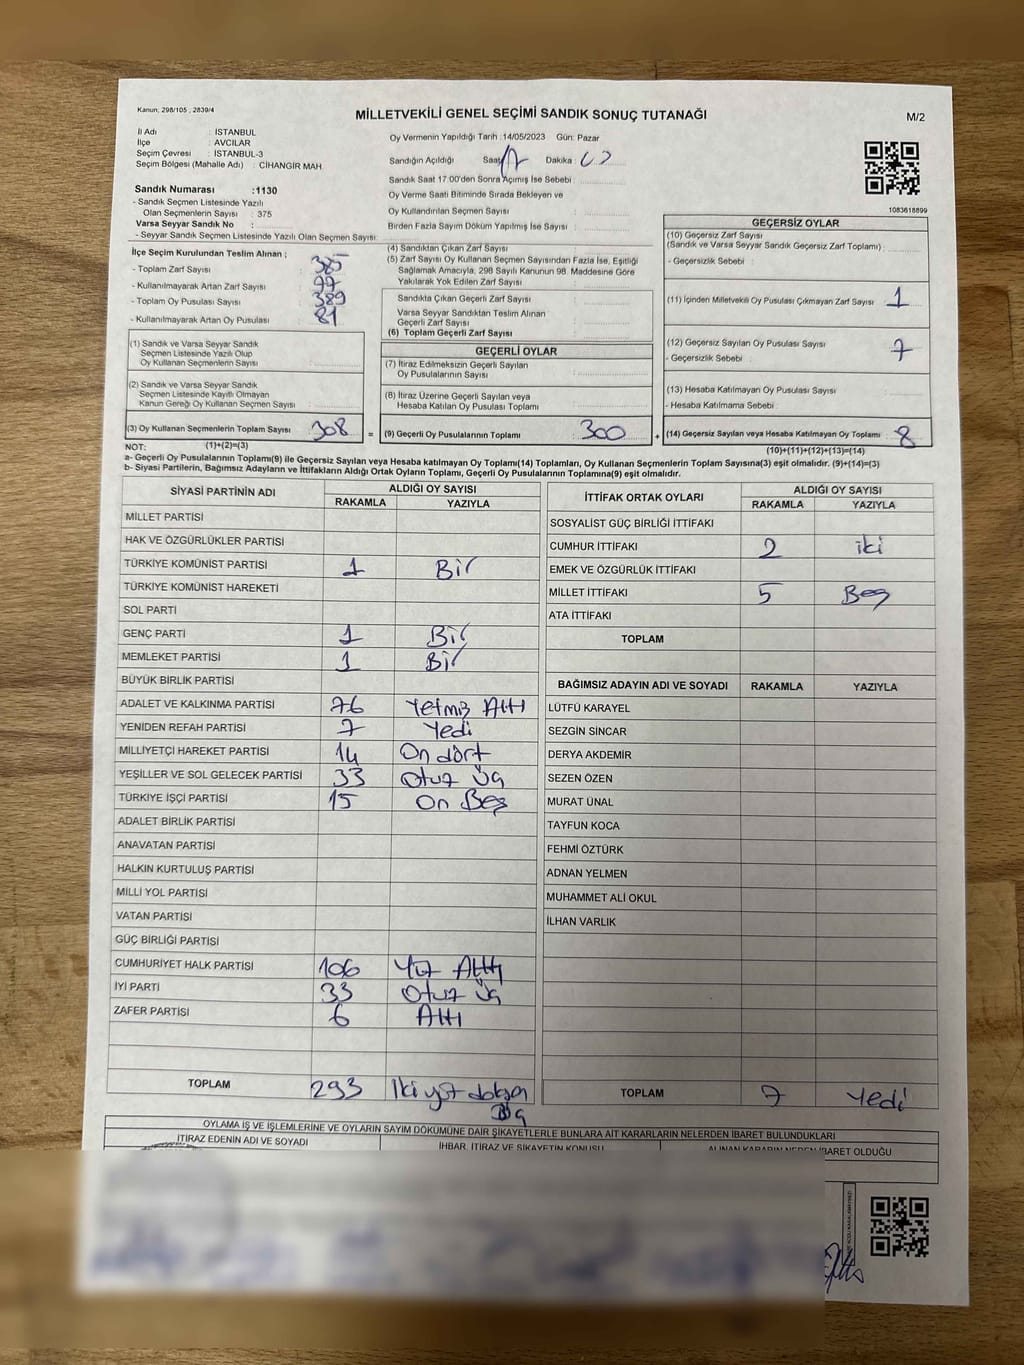 Kanun; 298/105 , 2839/4
MİLLETVEKİLİ GENEL SEÇİMİ SANDIK SONUÇ TUTANAĞI
M/2
İl Adı : İSTANBUL
İlçe : AVCILAR
Seçim Çevresi : İSTANBUL-3
Seçim Bölgesi (Mahalle Adı) : CİHANGİR MAH.
Oy Vermenin Yapıldığı Tarih :14/05/2023 Gün: Pazar
Sandığın Açıldığı Saat Dakika
Sandık Saat 17.00'den Sonra Açılmış İse Sebebi :
Oy Verme Saati Bitiminde Sırada Bekleyen ve
Oy Kullandırılan Seçmen Sayısı :
Birden Fazla Sayım Döküm Yapılmış İse Sayısı :
Sandık Numarası :1130
- Sandık Seçmen Listesinde Yazılı
Olan Seçmenlerin Sayısı : 375
Varsa Seyyar Sandık No :
- Seyyar Sandık Seçmen Listesinde Yazılı Olan Seçmen Sayısı:
1083618899
İlçe Seçim Kurulundan Teslim Alınan ;
- Toplam Zarf Sayısı : 385
- Kullanılmayarak Artan Zarf Sayısı : 77
- Toplam Oy Pusulası Sayısı : 389
- Kullanılmayarak Artan Oy Pusulası : 81
(1) Sandık ve Varsa Seyyar Sandık
Seçmen Listesinde Yazılı Olup
Oy Kullanan Seçmenlerin Sayısı :
(2) Sandık ve Varsa Seyyar Sandık
Seçmen Listesinde Kayıtlı Olmayan
Kanun Gereği Oy Kullanan Seçmen Sayısı :
(3) Oy Kullanan Seçmenlerin Toplam Sayısı : 308 =
(4) Sandıktan Çıkan Zarf Sayısı :
(5) Zarf Sayısı Oy Kullanan Seçmen Sayısından Fazla İse, Eşitliği
Sağlamak Amacıyla, 298 Sayılı Kanunun 98. Maddesine Göre
Yakılarak Yok Edilen Zarf Sayısı :
Sandıkta Çıkan Geçerli Zarf Sayısı :
Varsa Seyyar Sandıktan Teslim Alınan
Geçerli Zarf Sayısı :
(6) Toplam Geçerli Zarf Sayısı :
GEÇERLİ OYLAR
(7) İtiraz Edilmeksizin Geçerli Sayılan
Oy Pusulalarının Sayısı :
(8) İtiraz Üzerine Geçerli Sayılan veya
Hesaba Katılan Oy Pusulası Toplamı :
(9) Geçerli Oy Pusulalarının Toplamı : 300 +
GEÇERSİZ OYLAR
(10) Geçersiz Zarf Sayısı
(Sandık ve Varsa Seyyar Sandık Geçersiz Zarf Toplamı) :
- Geçersizlik Sebebi :
(11) İçinden Milletvekili Oy Pusulası Çıkmayan Zarf Sayısı : 1
(12) Geçersiz Sayılan Oy Pusulası Sayısı : 7
- Geçersizlik Sebebi :
(13) Hesaba Katılmayan Oy Pusulası Sayısı :
- Hesaba Katılmama Sebebi :
(14) Geçersiz Sayılan veya Hesaba Katılmayan Oy Toplamı : 8
NOT: (1)+(2)=(3) (10)+(11)+(12)+(13)=(14)
a- Geçerli Oy Pusulalarının Toplamı(9) ile Geçersiz Sayılan veya Hesaba katılmayan Oy Toplamı(14) Toplamları, Oy Kullanan Seçmenlerin Toplam Sayısına(3) eşit olmalıdır. (9)+(14)=(3)
b- Siyasi Partilerin, Bağımsız Adayların ve İttifakların Aldığı Ortak Oyların Toplamı, Geçerli Oy Pusulalarının Toplamına(9) eşit olmalıdır.
SİYASİ PARTİNİN ADI ALDIĞI OY SAYISI
RAKAMLA YAZIYLA
MİLLET PARTİSİ
HAK VE ÖZGÜRLÜKLER PARTİSİ
TÜRKİYE KOMÜNİST PARTİSİ 1 Bir
TÜRKİYE KOMÜNİST HAREKETİ
SOL PARTİ
GENÇ PARTİ 1 Bir
MEMLEKET PARTİSİ 1 Bir
BÜYÜK BİRLİK PARTİSİ
ADALET VE KALKINMA PARTİSİ 76 Yetmiş Altı
YENİDEN REFAH PARTİSİ 7 Yedi
MİLLİYETÇİ HAREKET PARTİSİ 14 On dört
YEŞİLLER VE SOL GELECEK PARTİSİ 33 Otuz Üç
TÜRKİYE İŞÇİ PARTİSİ 15 On Beş
ADALET BİRLİK PARTİSİ
ANAVATAN PARTİSİ
HALKIN KURTULUŞ PARTİSİ
MİLLİ YOL PARTİSİ
VATAN PARTİSİ
GÜÇ BİRLİĞİ PARTİSİ
CUMHURİYET HALK PARTİSİ 106 Yüz Altı
İYİ PARTİ 33 Otuz Üç
ZAFER PARTİSİ 6 Altı
TOPLAM 293 İki yüz doksan
Üç
İTTİFAK ORTAK OYLARI ALDIĞI OY SAYISI
RAKAMLA YAZIYLA
SOSYALİST GÜÇ BİRLİĞİ İTTİFAKI
CUMHUR İTTİFAKI 2 iki
EMEK VE ÖZGÜRLÜK İTTİFAKI
MİLLET İTTİFAKI 5 Beş
ATA İTTİFAKI
TOPLAM
BAĞIMSIZ ADAYIN ADI VE SOYADI RAKAMLA YAZIYLA
LÜTFÜ KARAYEL
SEZGİN SİNCAR
DERYA AKDEMİR
SEZEN ÖZEN
MURAT ÜNAL
TAYFUN KOCA
FEHMİ ÖZTÜRK
ADNAN YELMEN
MUHAMMET ALİ OKUL
İLHAN VARLIK
TOPLAM 7 Yedi
OYLAMA İŞ VE İŞLEMLERİNE VE OYLARIN SAYIM DÖKÜMÜNE DAİR ŞİKAYETLERLE BUNLARA AİT KARARLARIN NELERDEN İBARET BULUNDUKLARI
İTİRAZ EDENİN ADI VE SOYADI İHBAR, İTİRAZ VE ŞİKAYETİN KONUSU ALINAN KARARIN NEDEN İBARET OLDUĞU